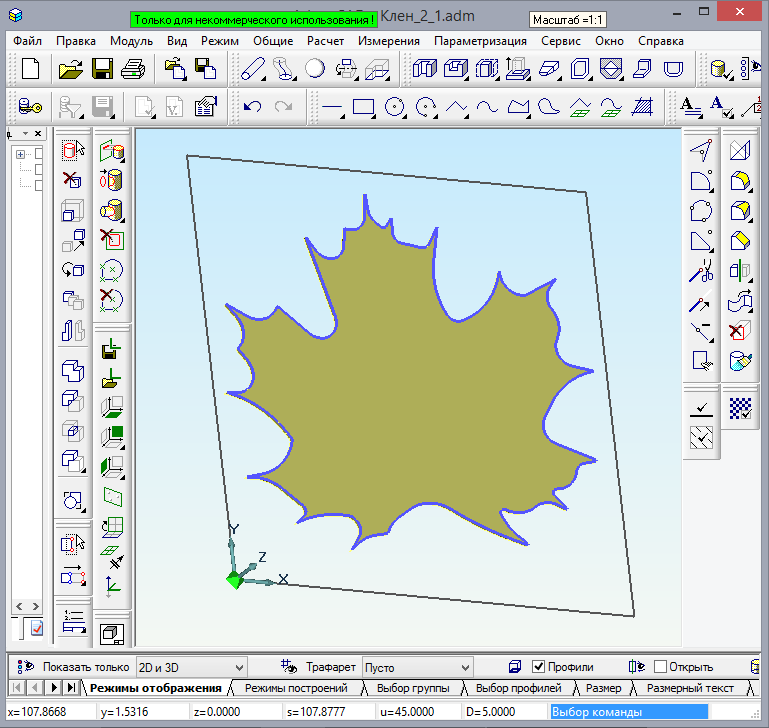 Только для некоммерческого использования !
Клен_2_1.adm
Масштаб =1:1
Файл Правка Модуль Вид Режим Общие Расчет Измерения Параметризация Сервис Окно Справка
Y
Z
X
Показать только 2D и 3D Трафарет Пусто Профили Открыть
Режимы отображения Режимы построений Выбор группы Выбор профилей Размер Размерный текст
x=107.8668 y=1.5316 z=0.0000 s=107.8777 u=45.0000 D=5.0000 Выбор команды